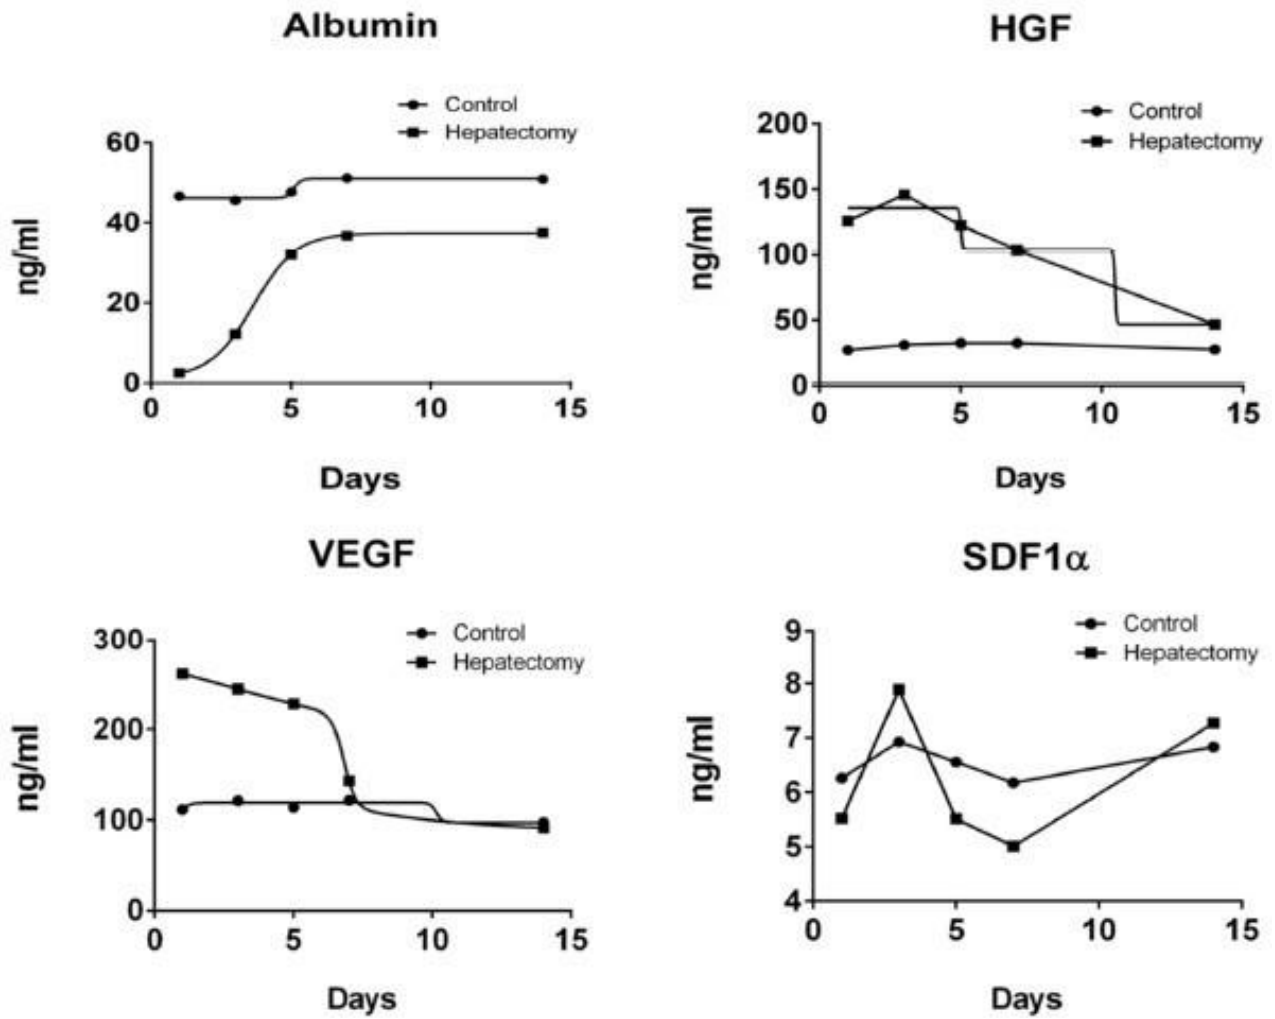 Albumin
Control
Hepatectomy
60
40
20
0
ng/ml
0 5 10 15
Days
HGF
Control
Hepatectomy
200
150
100
50
0
ng/ml
0 5 10 15
Days
VEGF
Control
Hepatectomy
300
200
100
0
ng/ml
0 5 10 15
Days
SDF1α
Control
Hepatectomy
9
8
7
6
5
4
ng/ml
0 5 10 15
Days